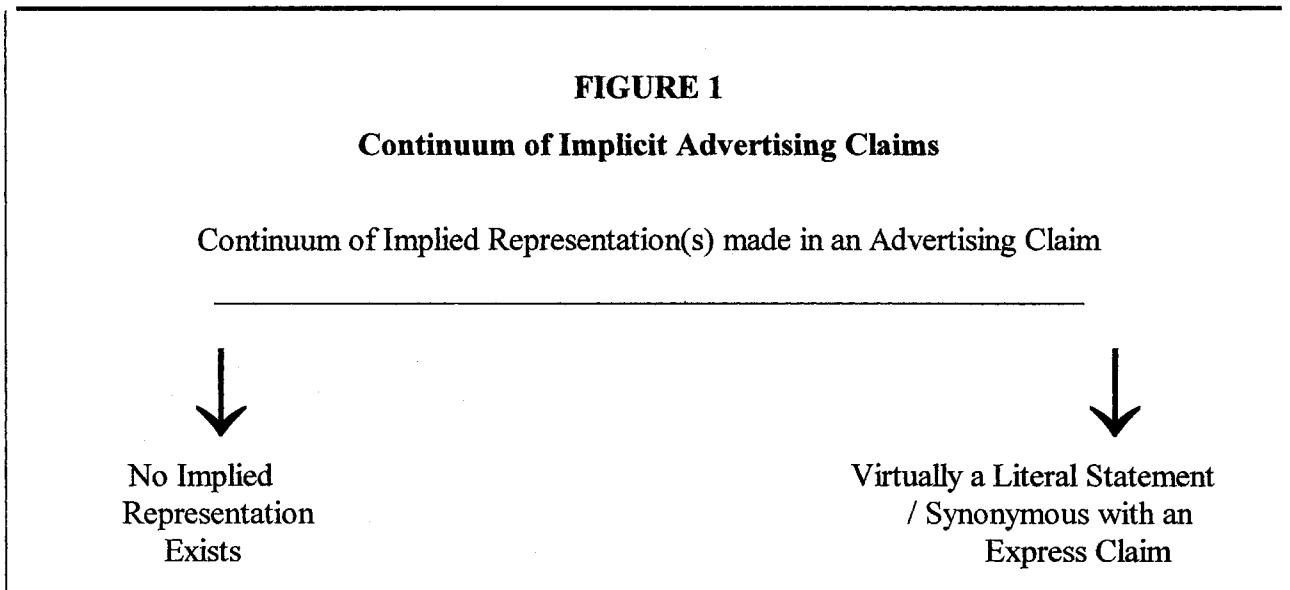 FIGURE 1
Continuum of Implicit Advertising Claims
Continuum of Implied Representation(s) made in an Advertising Claim
No Implied
Representation
Exists
Virtually a Literal Statement
/ Synonymous with an
Express Claim